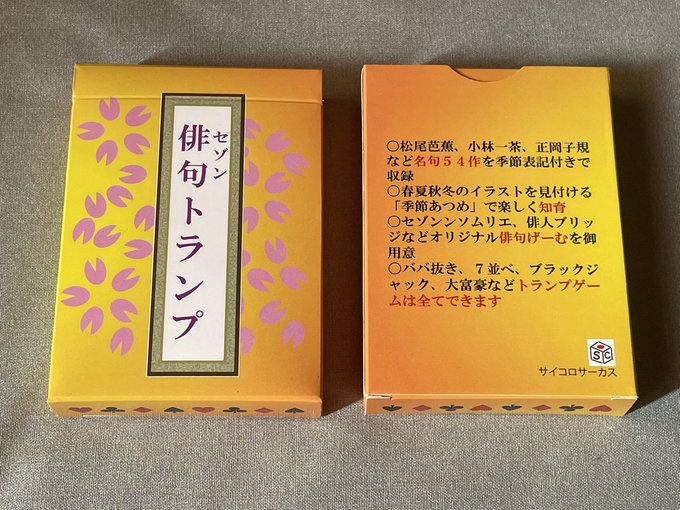 セゾン
俳句トランプ
〇松尾芭蕉、小林一茶、正岡子規
など名句５４作を季節表記付きで
収録
〇春夏秋冬のイラストを見付ける
「季節あつめ」で楽しく知育
〇セゾンンソムリエ、俳人ブリッ
ジなどオリジナル俳句げーむを御
用意
〇ババ抜き、７並べ、ブラックジ
ャック、大富豪などトランプゲー
ムは全てできます
SC
サイコロサーカス